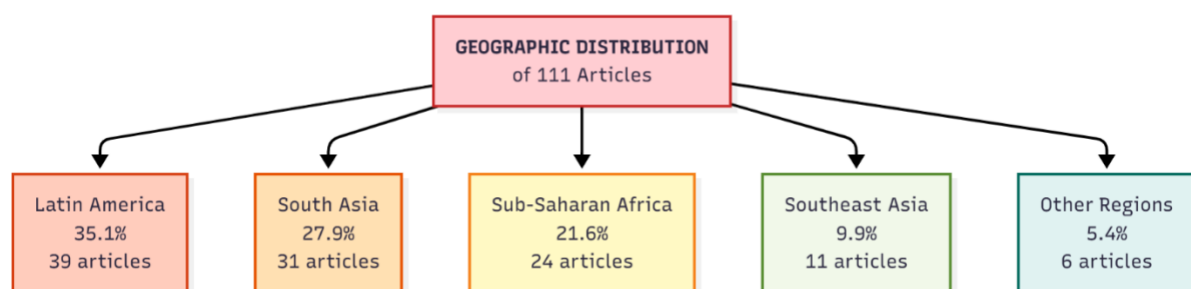 GEOGRAPHIC DISTRIBUTION
of 111 Articles
Latin America
35.1%
39 articles
South Asia
27.9%
31 articles
Sub-Saharan Africa
21.6%
24 articles
Southeast Asia
9.9%
11 articles
Other Regions
5.4%
6 articles